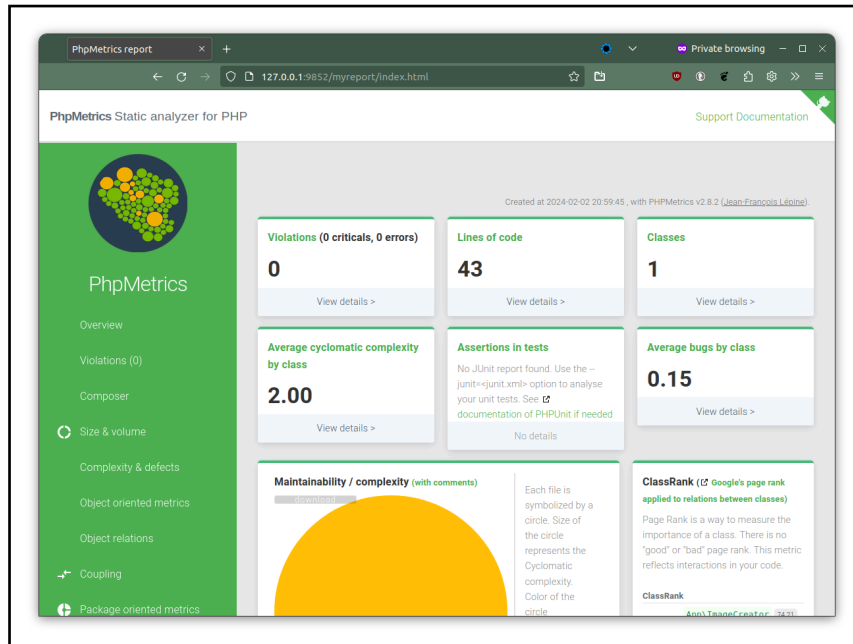 PhpMetrics report × +
Private browsing
127.0.0.1:9852/myreport/index.html
PhpMetrics Static analyzer for PHP
Support Documentation
PhpMetrics
Overview
Violations (0)
Composer
Size & volume
Complexity & defects
Object oriented metrics
Object relations
Coupling
Package oriented metrics
Created at 2024-02-02 20:59:45 , with PHPMetrics v2.8.2 (Jean-François Lépine).
Violations (0 criticals, 0 errors)
0
View details >
Lines of code
43
View details >
Classes
1
View details >
Average cyclomatic complexity
by class
2.00
View details >
Assertions in tests
No JUnit report found. Use the –
junit=<junit.xml> option to analyse
your unit tests. See
documentation of PHPUnit if needed
No details
Average bugs by class
0.15
View details >
Maintainability / complexity (with comments)
download
Each file is
symbolized by a
circle. Size of
the circle
represents the
Cyclomatic
complexity.
Color of the
circle
ClassRank (Google's page rank
applied to relations between classes)
Page Rank is a way to measure the
importance of a class. There is no
"good" or "bad" page rank. This metric
reflects interactions in your code.
ClassRank
App\ImageCreator